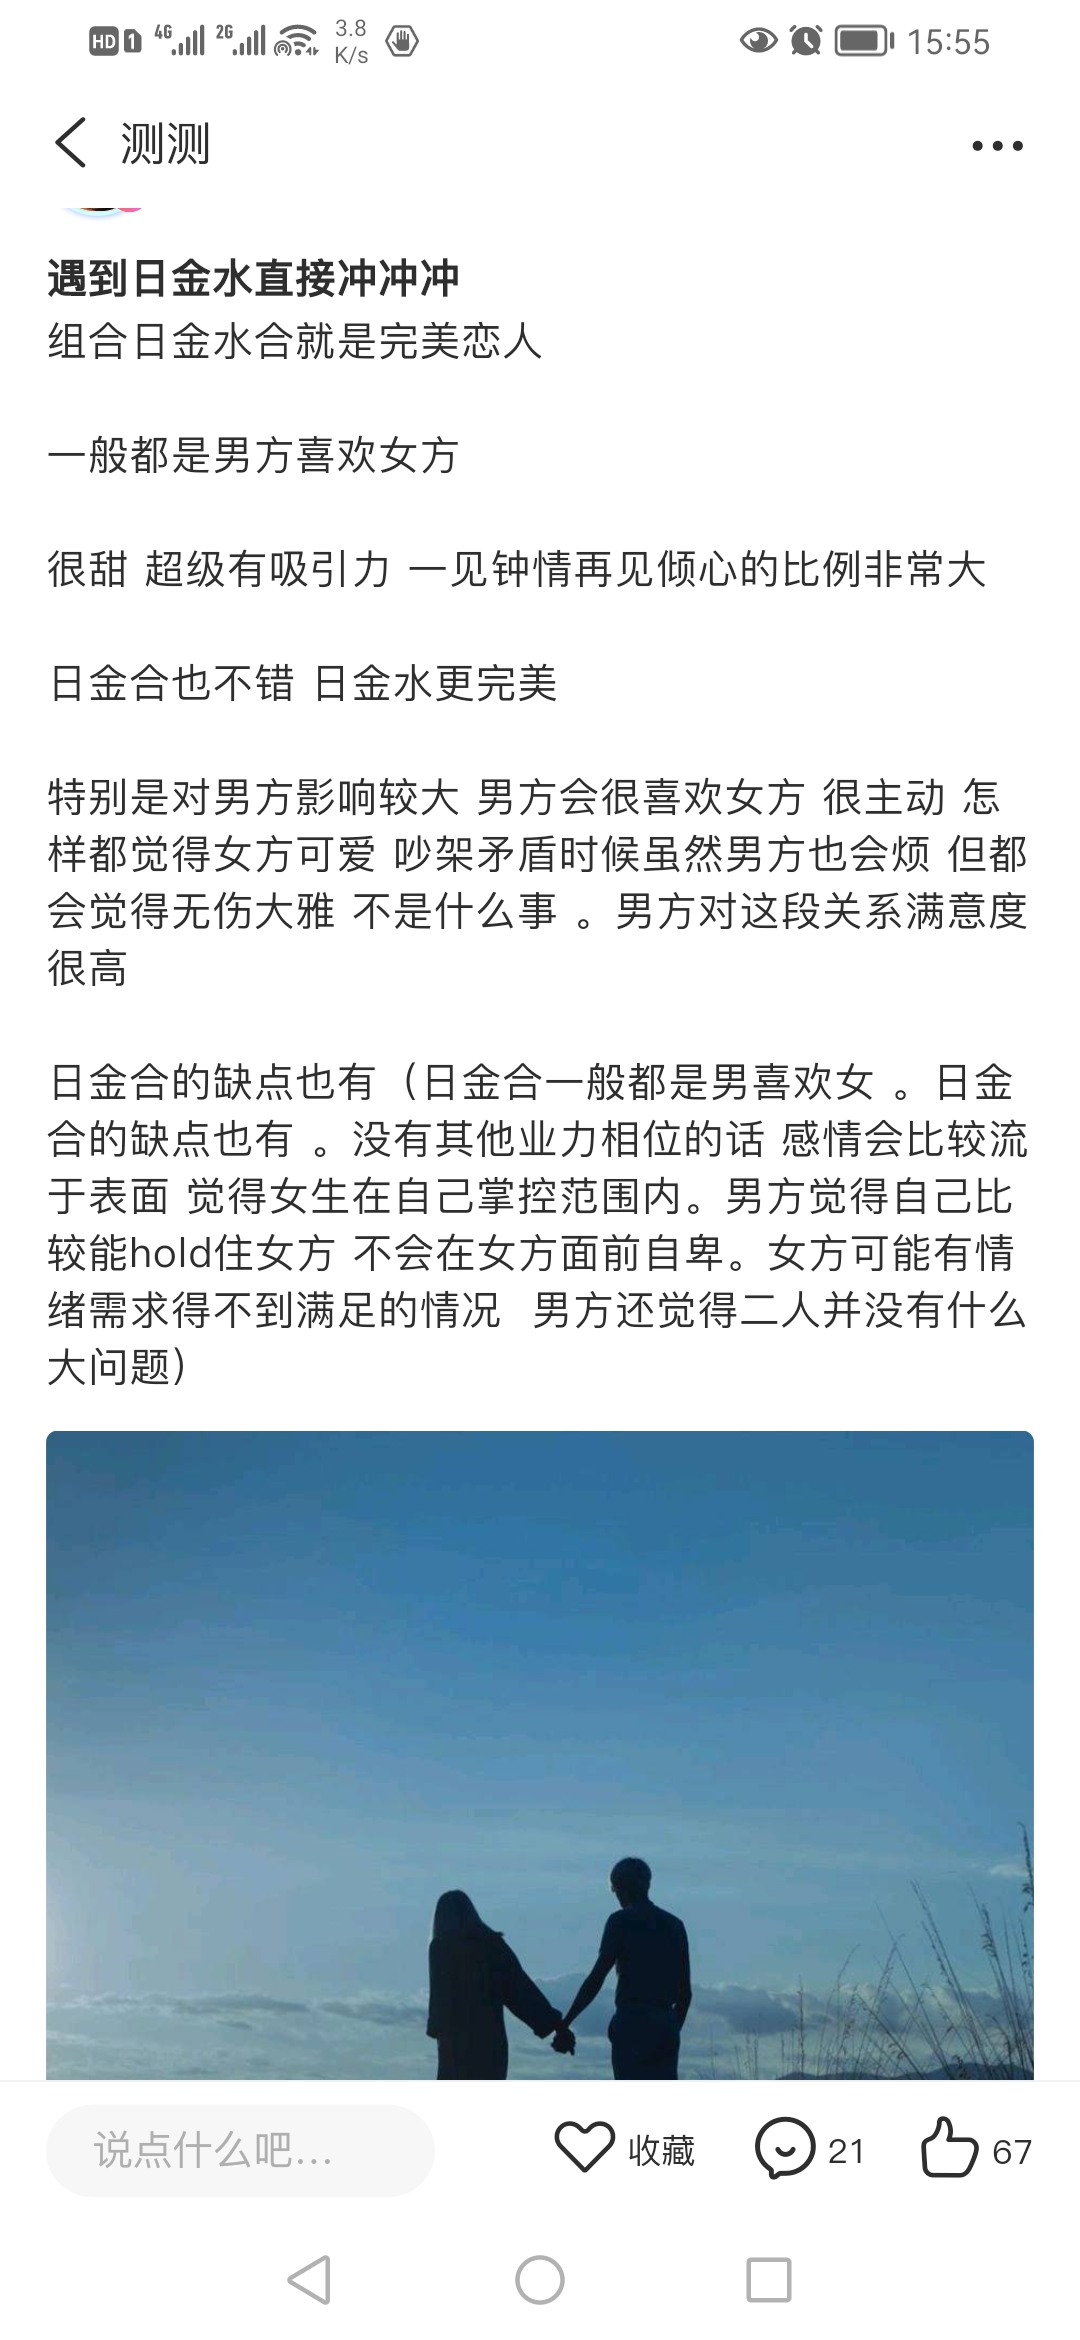 HD 1 4G 2G 3.8 K/s 15:55
测测
遇到日金水直接冲冲冲
组合日金水合就是完美恋人
一般都是男方喜欢女方
很甜 超级有吸引力 一见钟情再见倾心的比例非常大
日金合也不错 日金水更完美
特别是对男方影响较大 男方会很喜欢女方 很主动 怎
样都觉得女方可爱 吵架矛盾时候虽然男方也会烦 但都
会觉得无伤大雅 不是什么事 。男方对这段关系满意度
很高
日金合的缺点也有（日金合一般都是男喜欢女 。日金
合的缺点也有 。没有其他业力相位的话 感情会比较流
于表面 觉得女生在自己掌控范围内。男方觉得自己比
较能hold住女方 不会在女方面前自卑。女方可能有情
绪需求得不到满足的情况  男方还觉得二人并没有什么
大问题）
说点什么吧... 收藏 21 67